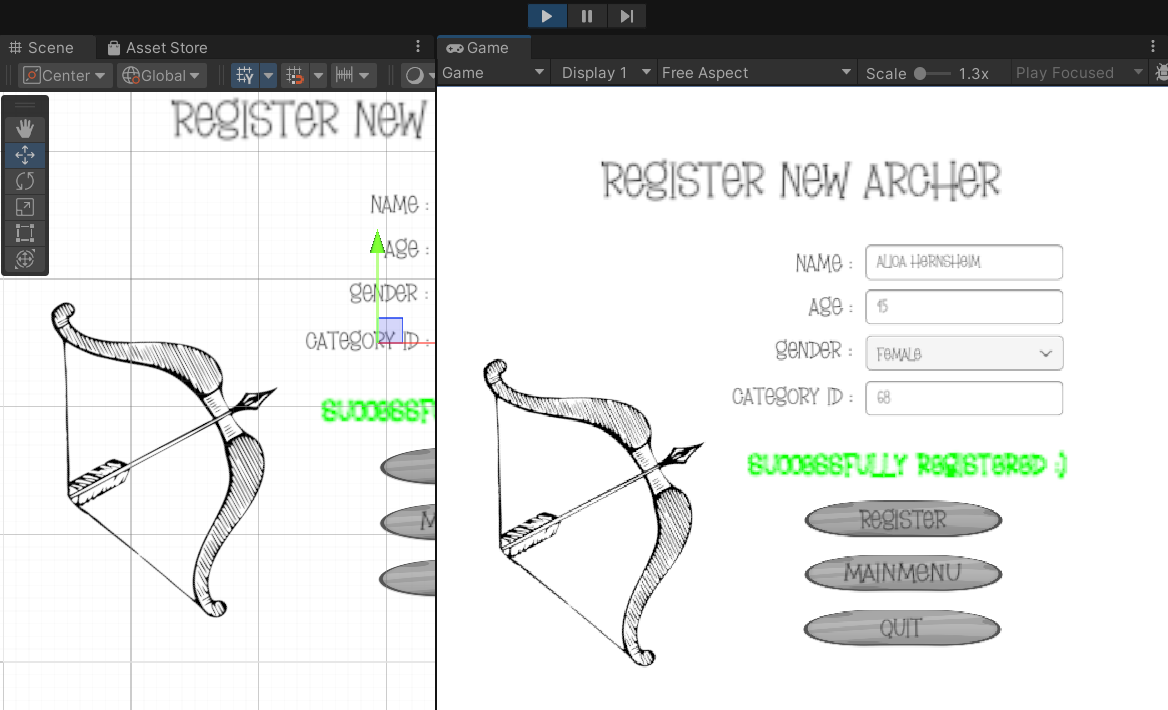 Scene
Asset Store
Game
Center
Global
Game
Display 1
Free Aspect
Scale
1.3x
Play Focused
RegISTeR New
NAMe :
Age :
geNDeR :
CATegoRY ID :
SUCCeSSF
M
RegISTeR New ARCHeR
NAMe :
ALICA HeRNSHeIM
Age :
15
geNDeR :
FeMALe
CATegoRY ID :
68
SUCCeSSFULLY RegISTeReD :)
RegISTeR
MAINMeNU
QUIT